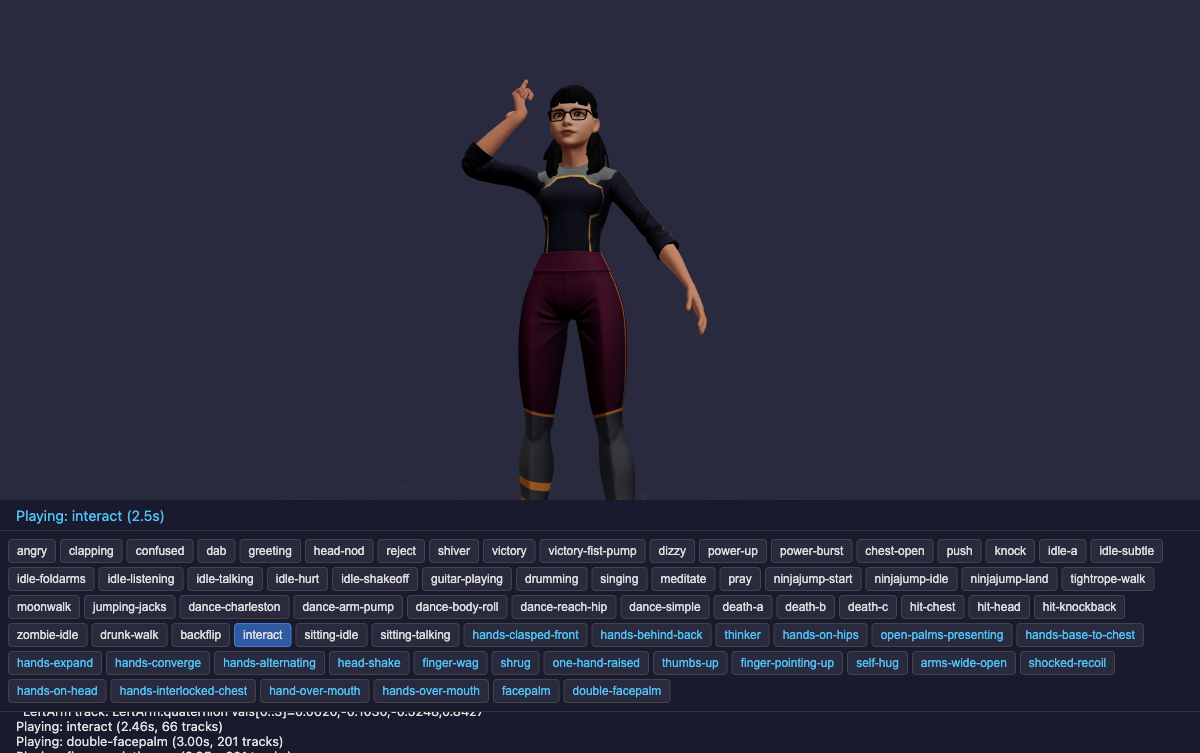 Playing: interact (2.5s)
angry clapping confused dab greeting head-nod reject shiver victory victory-fist-pump dizzy power-up power-burst chest-open push knock idle-a idle-subtle
idle-foldarms idle-listening idle-talking idle-hurt idle-shakeoff guitar-playing drumming singing meditate pray ninjajump-start ninjajump-idle ninjajump-land tightrope-walk
moonwalk jumping-jacks dance-charleston dance-arm-pump dance-body-roll dance-reach-hip dance-simple death-a death-b death-c hit-chest hit-head hit-knockback
zombie-idle drunk-walk backflip interact sitting-idle sitting-talking hands-clasped-front hands-behind-back thinker hands-on-hips open-palms-presenting hands-base-to-chest
hands-expand hands-converge hands-alternating head-shake finger-wag shrug one-hand-raised thumbs-up finger-pointing-up self-hug arms-wide-open shocked-recoil
hands-on-head hands-interlocked-chest hand-over-mouth hands-over-mouth facepalm double-facepalm
LeftArm track: LeftArm.quaternion
Playing: interact (2.46s, 66 tracks)
Playing: double-facepalm (3.00s, 201 tracks)